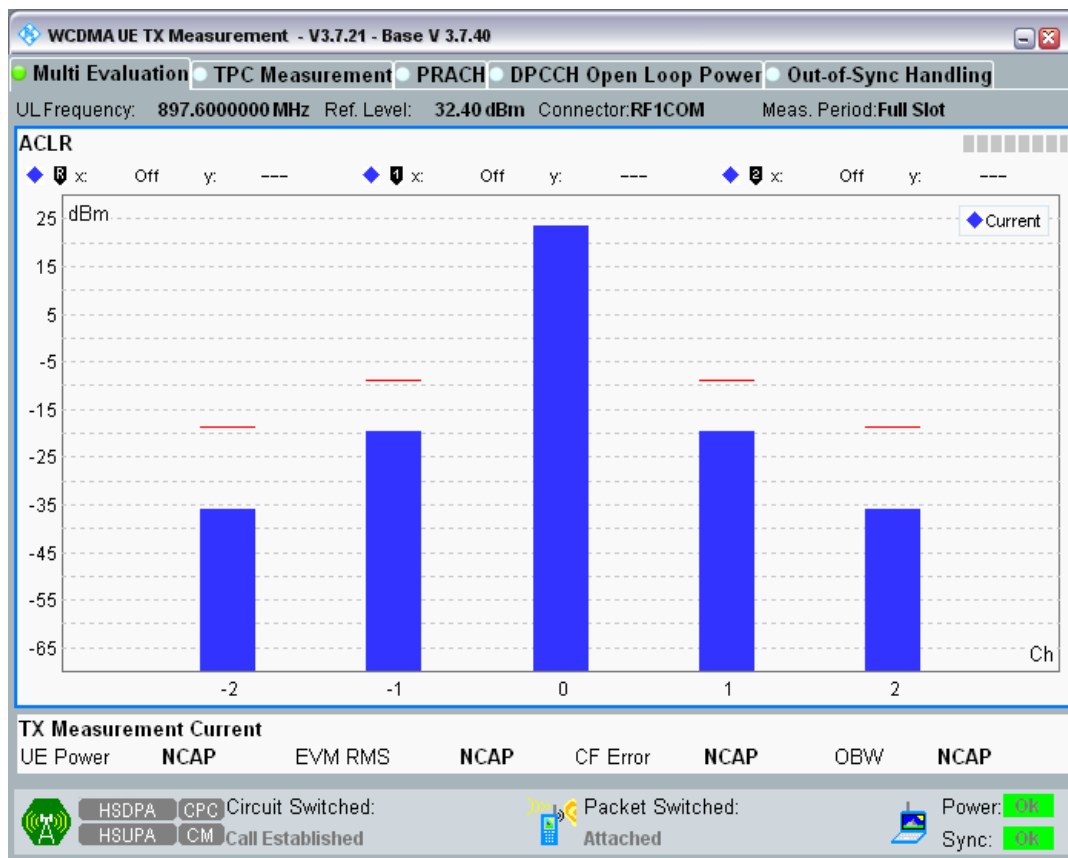 WCDMA UE TX Measurement - V3.7.21 - Base V 3.7.40
Multi Evaluation TPC Measurement PRACH DPCCH Open Loop Power Out-of-Sync Handling
UL Frequency: 897.6000000 MHz Ref. Level: 32.40 dBm Connector:RF1COM Meas. Period:Full Slot
ACLR
R x: Off y: --- 1 x: Off y: --- 2 x: Off y: ---
dBm
Current
25
15
5
-5
-15
-25
-35
-45
-55
-65
Ch
-2 -1 0 1 2
TX Measurement Current
UE Power NCAP EVM RMS NCAP CF Error NCAP OBW NCAP
HSDPA CPC Circuit Switched: Packet Switched: Power: OK
HSUPA CM Call Established Attached Sync: OK